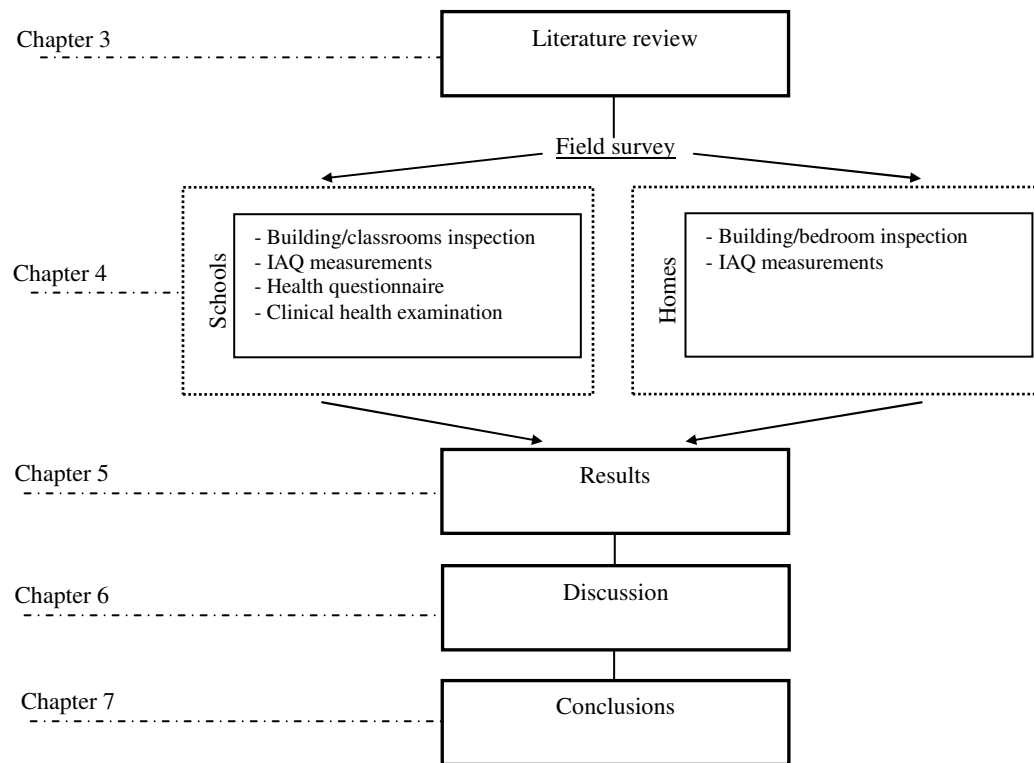 Chapter 3
Literature review
Field survey
Chapter 4
Schools
- Building/classrooms inspection
- IAQ measurements
- Health questionnaire
- Clinical health examination
Homes
- Building/bedroom inspection
- IAQ measurements
Chapter 5
Results
Chapter 6
Discussion
Chapter 7
Conclusions